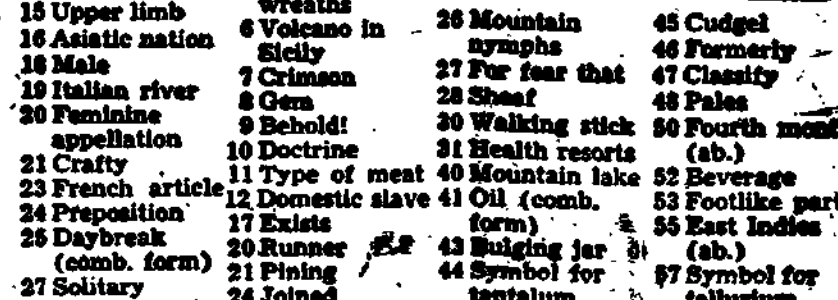 15 Upper limb
16 Asiatic nation
18 Male
19 Italian river
20 Feminine
appellation
21 Crafty
23 French article
24 Preposition
25 Daybreak
(comb. form)
27 Solitary
wreaths
6 Volcano in
Sicily
7 Crimson
8 Gem
9 Behold!
10 Doctrine
11 Type of meat
12 Domestic slave
17 Exists
20 Runner
21 Pining
24 Joined
26 Mountain
nymphs
27 For fear that
28 Sheaf
30 Walking stick
31 Health resorts
40 Mountain lake
41 Oil (comb.
form)
43 Bulging jar
44 Symbol for
tantalum
45 Cudgel
46 Formerly
47 Classify
48 Pales
50 Fourth
(ab.)
52 Beverage
53 Footlike part
55 East Indies
(ab.)
57 Symbol for
tellurium